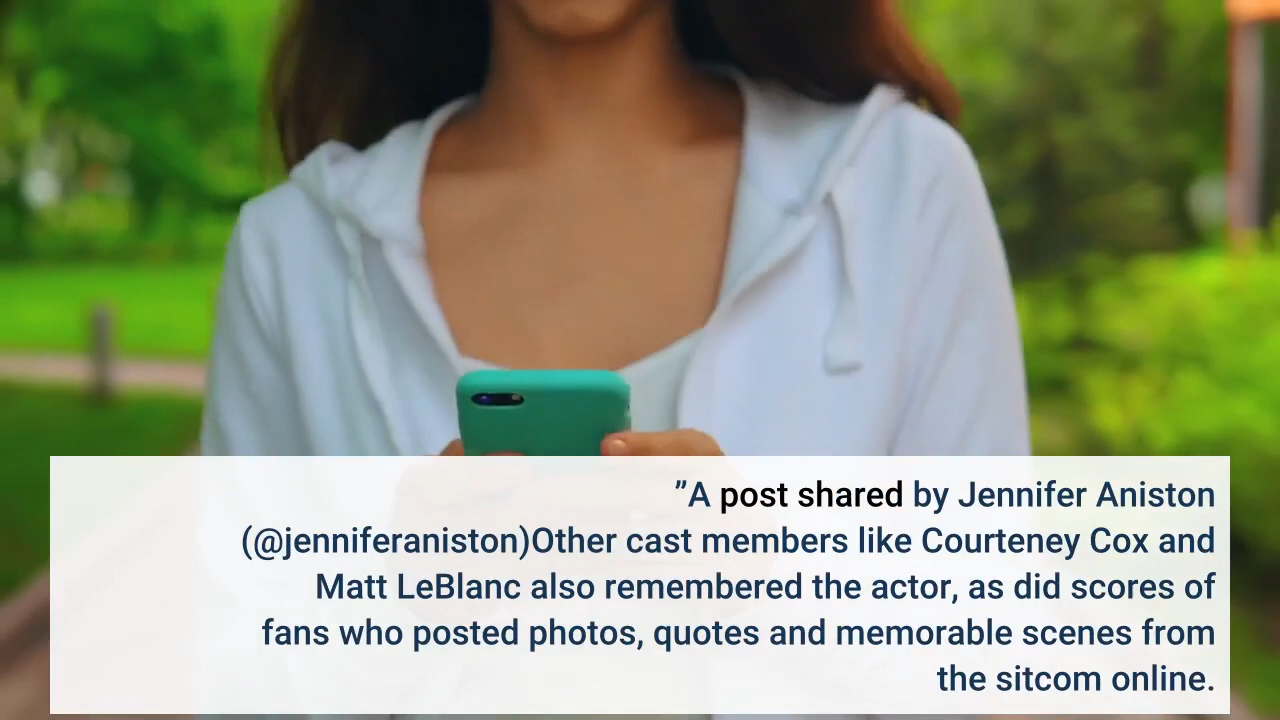 ”A post shared by Jennifer Aniston
(@jenniferaniston)Other cast members like Courteney Cox and
Matt LeBlanc also remembered the actor, as did scores of
fans who posted photos, quotes and memorable scenes from
the sitcom online.